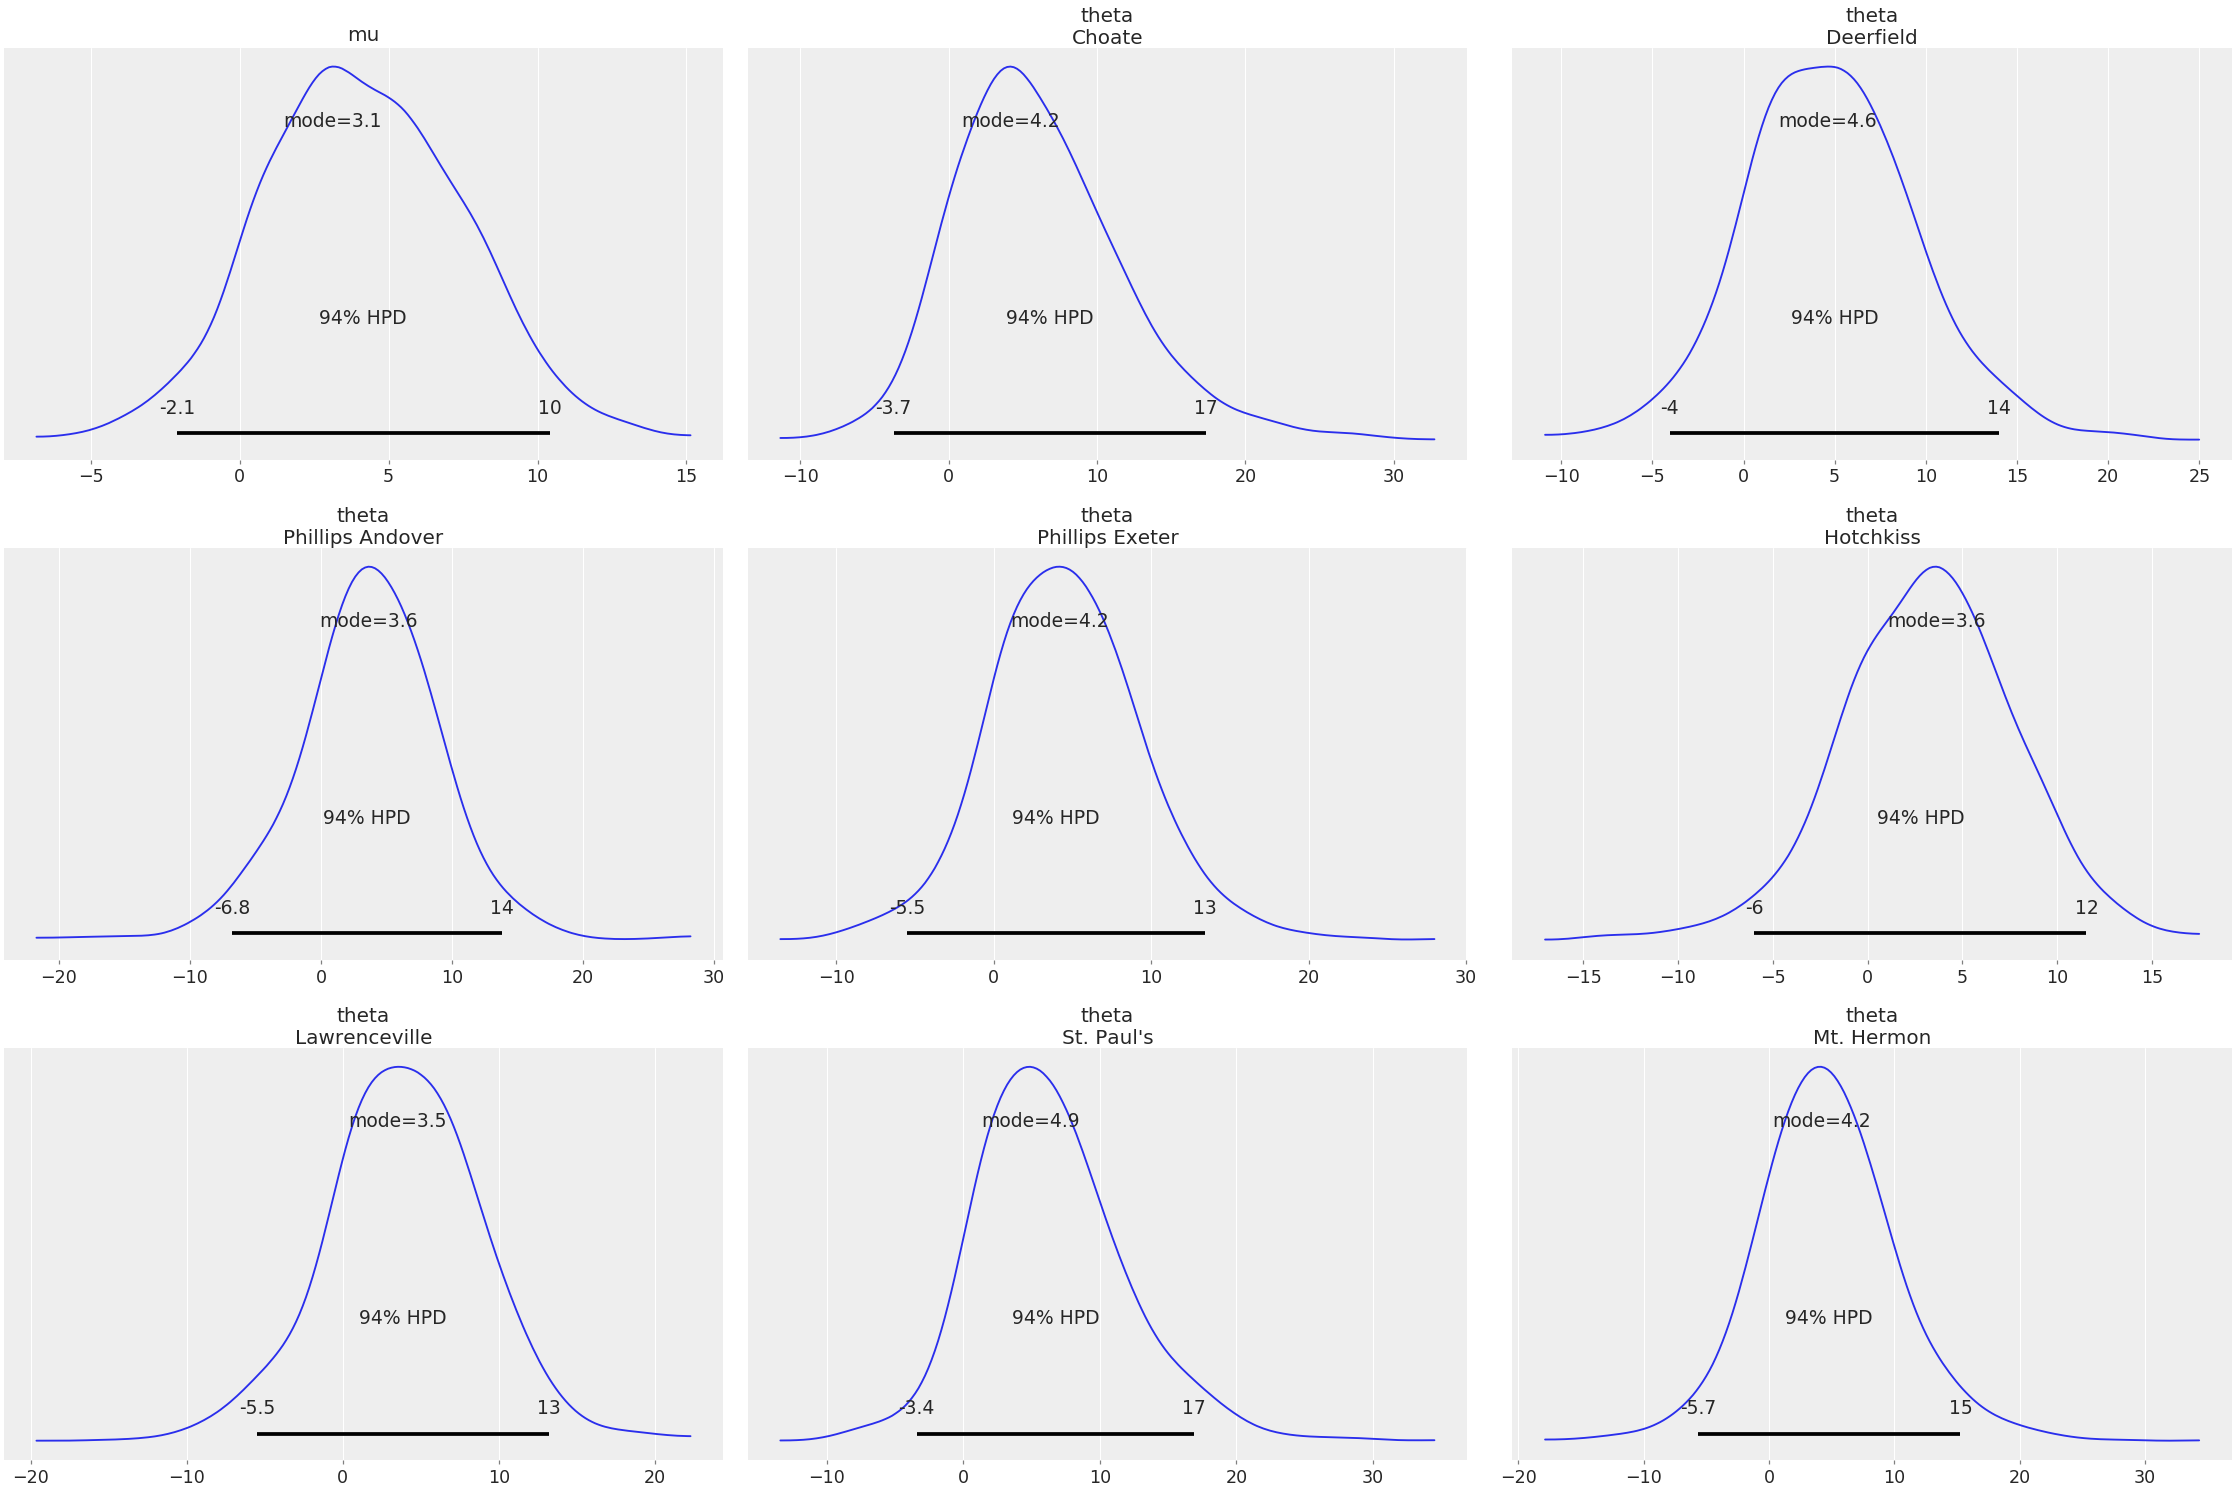 mu
mode=3.1
94% HPD
-2.1 10
−5 0 5 10 15
theta
Choate
mode=4.2
94% HPD
-3.7 17
−10 0 10 20 30
theta
Deerfield
mode=4.6
94% HPD
-4 14
−10 −5 0 5 10 15 20 25
theta
Phillips Andover
mode=3.6
94% HPD
-6.8 14
−20 −10 0 10 20 30
theta
Phillips Exeter
mode=4.2
94% HPD
-5.5 13
−10 0 10 20 30
theta
Hotchkiss
mode=3.6
94% HPD
-6 12
−15 −10 −5 0 5 10 15
theta
Lawrenceville
mode=3.5
94% HPD
-5.5 13
−20 −10 0 10 20
theta
St. Paul's
mode=4.9
94% HPD
-3.4 17
−10 0 10 20 30
theta
Mt. Hermon
mode=4.2
94% HPD
-5.7 15
−20 −10 0 10 20 30